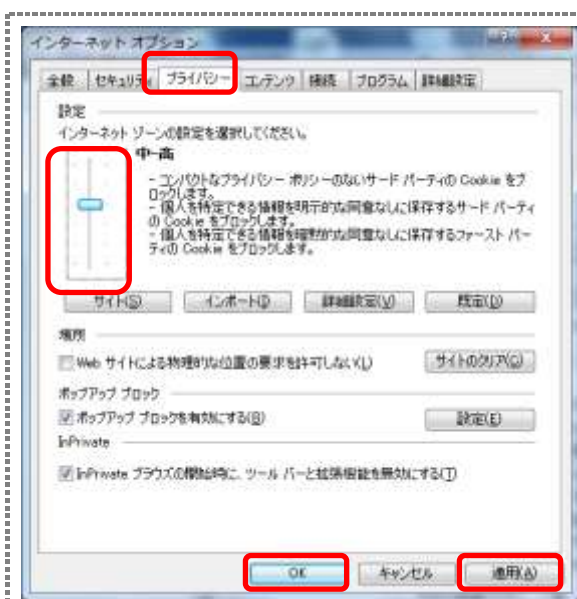 インターネット オプション
全般 セキュリティ プライバシー コンテンツ 接続 プログラム 詳細設定
設定
インターネット ゾーンの設定を選択してください。
中-高
- コンパクトなプライバシー ポリシーのないサード パーティの Cookie をブ
ロックします。
- 個人を特定できる情報を明示的な同意なしに保存するサード パーティ
の Cookie をブロックします。
- 個人を特定できる情報を暗黙的な同意なしに保存するファースト パー
ティの Cookie をブロックします。
サイト(S) インポート(I) 詳細設定(V) 既定(D)
場所
Web サイトによる物理的な位置の要求を許可しない(L) サイトのクリア(C)
ポップアップ ブロック
ポップアップ ブロックを有効にする(B) 設定(E)
InPrivate
InPrivate ブラウズの開始時に、ツール バーと拡張機能を無効にする(T)
OK キャンセル 適用(A)